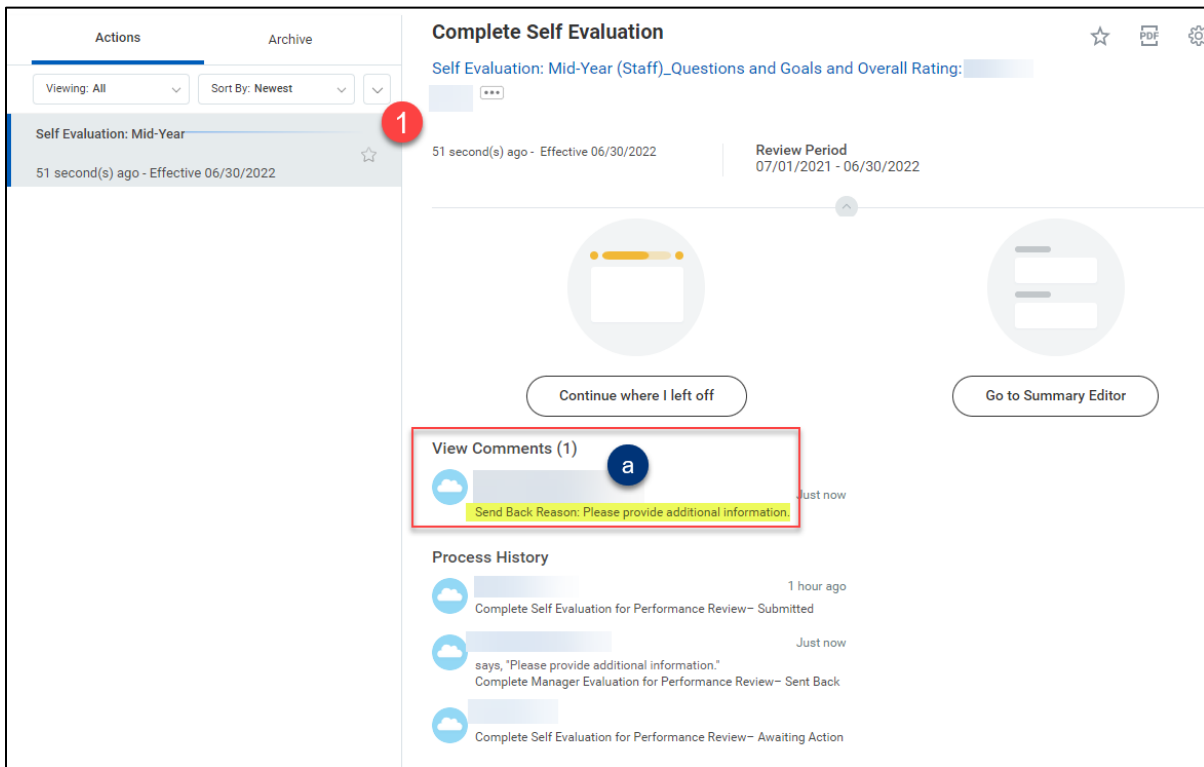 Actions
Archive
Viewing: All
Sort By: Newest
Self Evaluation: Mid-Year
51 second(s) ago - Effective 06/30/2022
1
Complete Self Evaluation
PDF
Self Evaluation: Mid-Year (Staff)_Questions and Goals and Overall Rating:
51 second(s) ago - Effective 06/30/2022
Review Period
07/01/2021 - 06/30/2022
Continue where I left off
Go to Summary Editor
View Comments (1)
a
Just now
Send Back Reason: Please provide additional information.
Process History
1 hour ago
Complete Self Evaluation for Performance Review– Submitted
Just now
says, "Please provide additional information."
Complete Manager Evaluation for Performance Review– Sent Back
Complete Self Evaluation for Performance Review– Awaiting Action